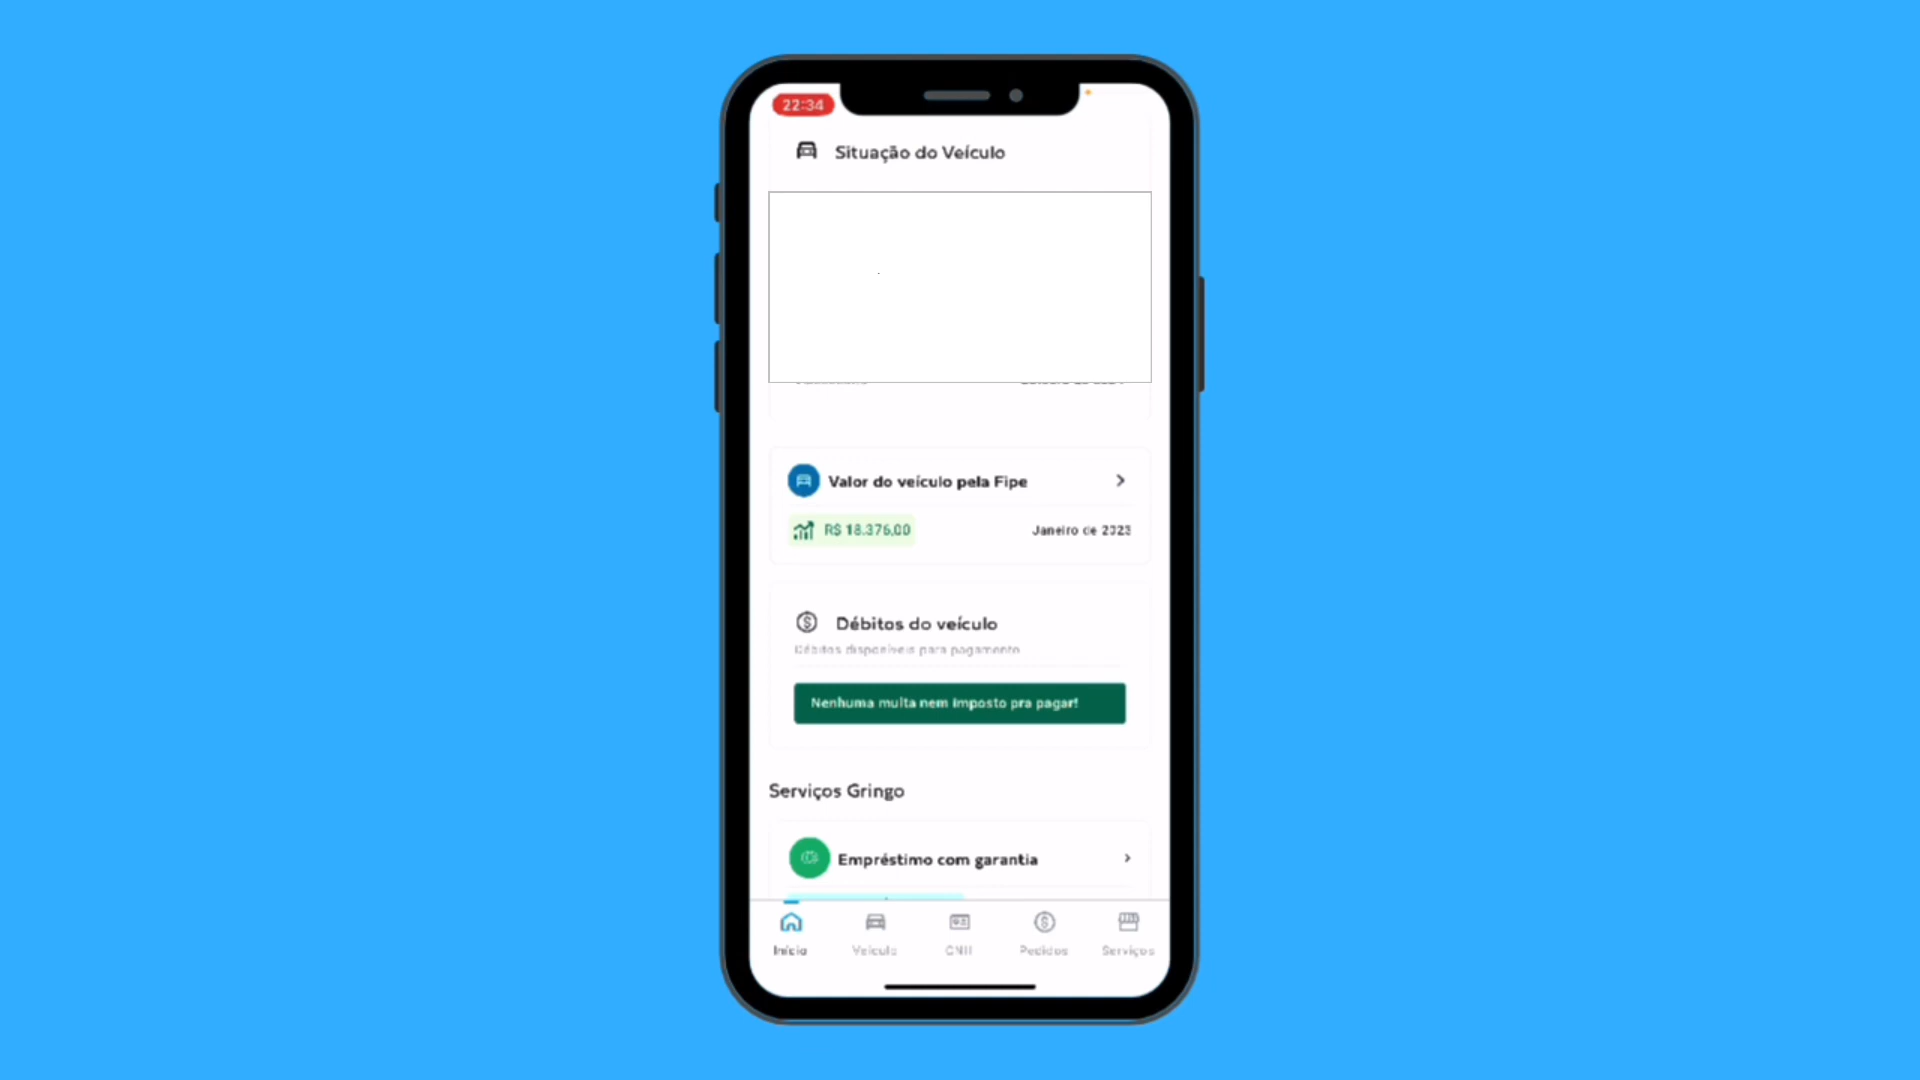 22:34
Situação do Veículo
Valor do veículo pela Fipe
R$ 18.376,00
Janeiro de 2023
Débitos do veículo
Débitos disponíveis para pagamento
Nenhuma multa nem imposto pra pagar!
Serviços Gringo
Empréstimo com garantia
Início
Veículo
CNH
Pedidos
Serviços